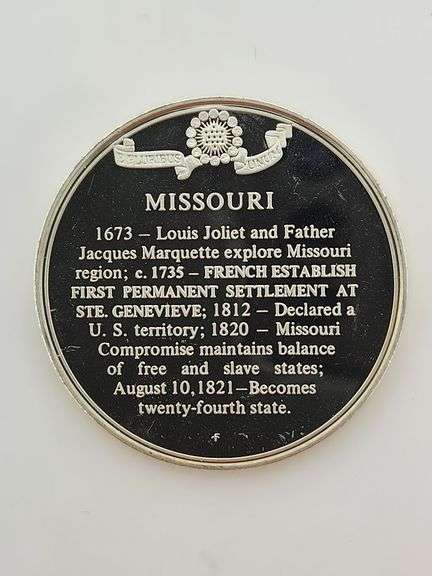 E PLURIBUS UNUM
MISSOURI
1673 – Louis Joliet and Father
Jacques Marquette explore Missouri
region; c. 1735 – FRENCH ESTABLISH
FIRST PERMANENT SETTLEMENT AT
STE. GENEVIEVE; 1812 – Declared a
U. S. territory; 1820 – Missouri
Compromise maintains balance
of free and slave states;
August 10, 1821–Becomes
twenty-fourth state.